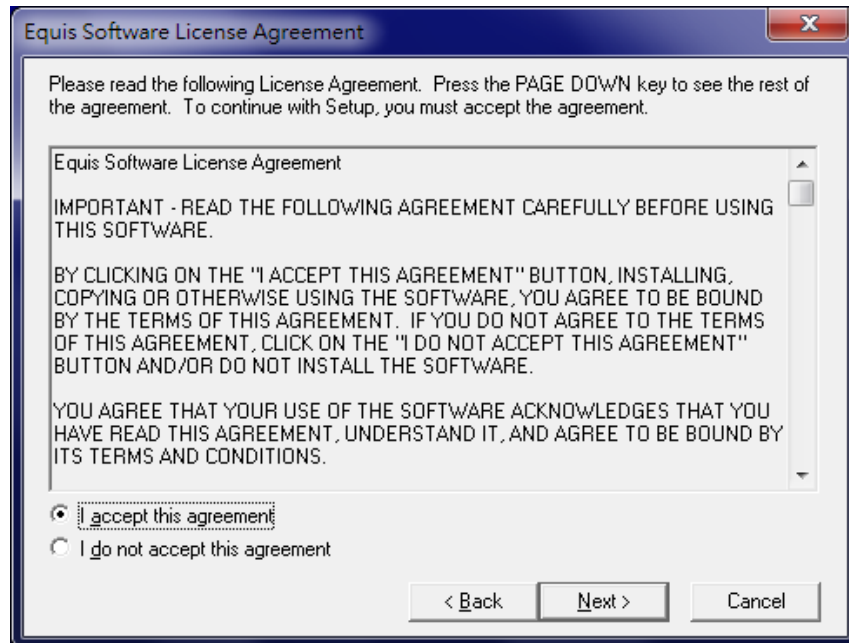 Equis Software License Agreement
Please read the following License Agreement. Press the PAGE DOWN key to see the rest of
the agreement. To continue with Setup, you must accept the agreement.
Equis Software License Agreement
IMPORTANT - READ THE FOLLOWING AGREEMENT CAREFULLY BEFORE USING
THIS SOFTWARE.
BY CLICKING ON THE "I ACCEPT THIS AGREEMENT" BUTTON, INSTALLING,
COPYING OR OTHERWISE USING THE SOFTWARE, YOU AGREE TO BE BOUND
BY THE TERMS OF THIS AGREEMENT. IF YOU DO NOT AGREE TO THE TERMS
OF THIS AGREEMENT, CLICK ON THE "I DO NOT ACCEPT THIS AGREEMENT"
BUTTON AND/OR DO NOT INSTALL THE SOFTWARE.
YOU AGREE THAT YOUR USE OF THE SOFTWARE ACKNOWLEDGES THAT YOU
HAVE READ THIS AGREEMENT, UNDERSTAND IT, AND AGREE TO BE BOUND BY
ITS TERMS AND CONDITIONS.
I accept this agreement
I do not accept this agreement
< Back
Next >
Cancel